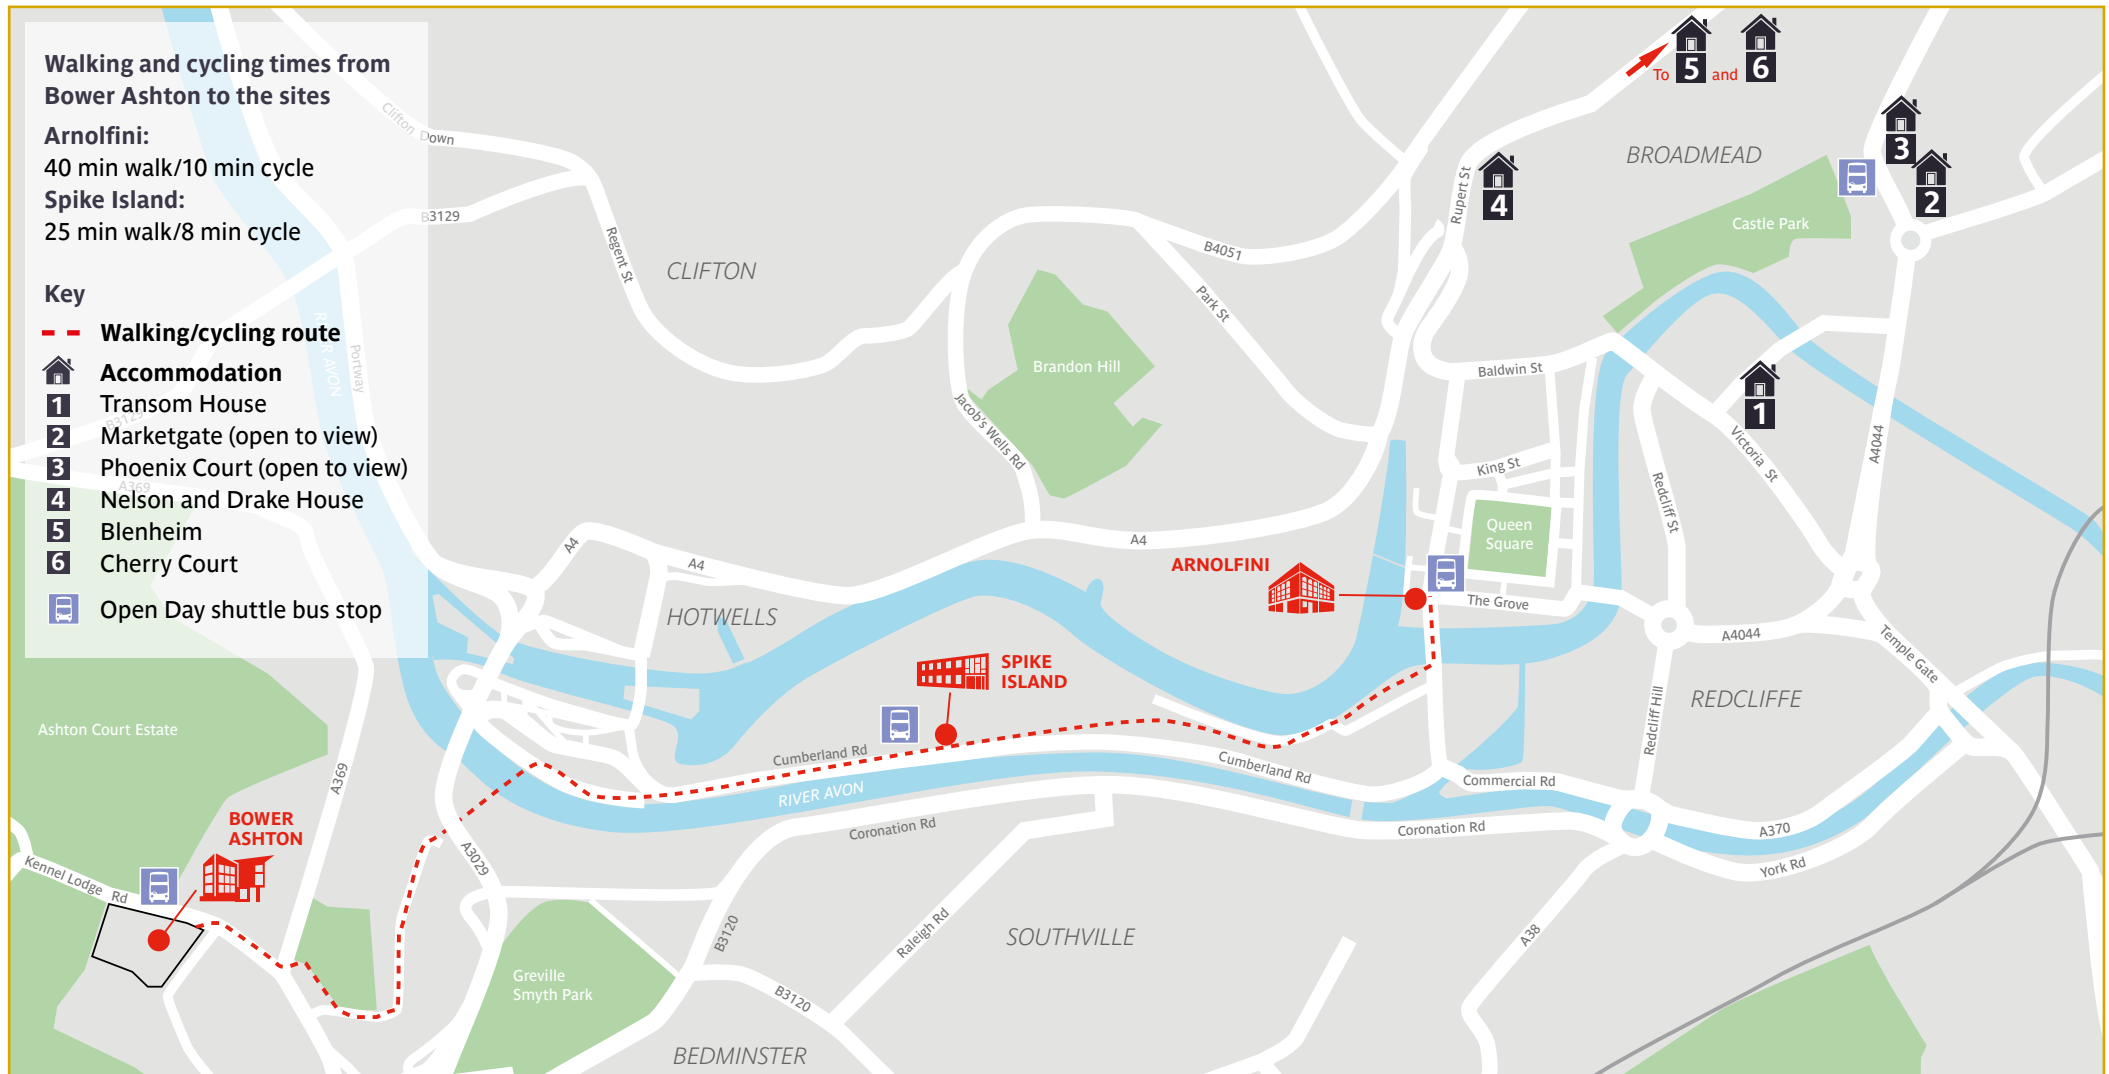 Walking and cycling times from
Bower Ashton to the sites
Arnolfini:
40 min walk/10 min cycle
Spike Island:
25 min walk/8 min cycle
Key
Walking/cycling route
Accommodation
1 Transom House
2 Marketgate (open to view)
3 Phoenix Court (open to view)
4 Nelson and Drake House
5 Blenheim
6 Cherry Court
Open Day shuttle bus stop
Clifton Down
B3129
Regent St
CLIFTON
RIVER AVON
Portway
B3129
A369
To 5 and 6
BROADMEAD
3
2
4
Rupert St
Castle Park
B4051
Park St
Brandon Hill
Jacob's Wells Rd
Baldwin St
1
Victoria St
A4044
King St
Redcliff St
Queen
Square
A4
A4
A4
ARNOLFINI
The Grove
A4044
Temple Gate
HOTWELLS
SPIKE
ISLAND
REDCLIFFE
Redcliff Hill
Ashton Court Estate
A369
Cumberland Rd
Cumberland Rd
RIVER AVON
Commercial Rd
Coronation Rd
Coronation Rd
A370
York Rd
BOWER
ASHTON
Kennel Lodge Rd
A3029
B3120
Raleigh Rd
SOUTHVILLE
A38
Greville
Smyth Park
B3120
BEDMINSTER